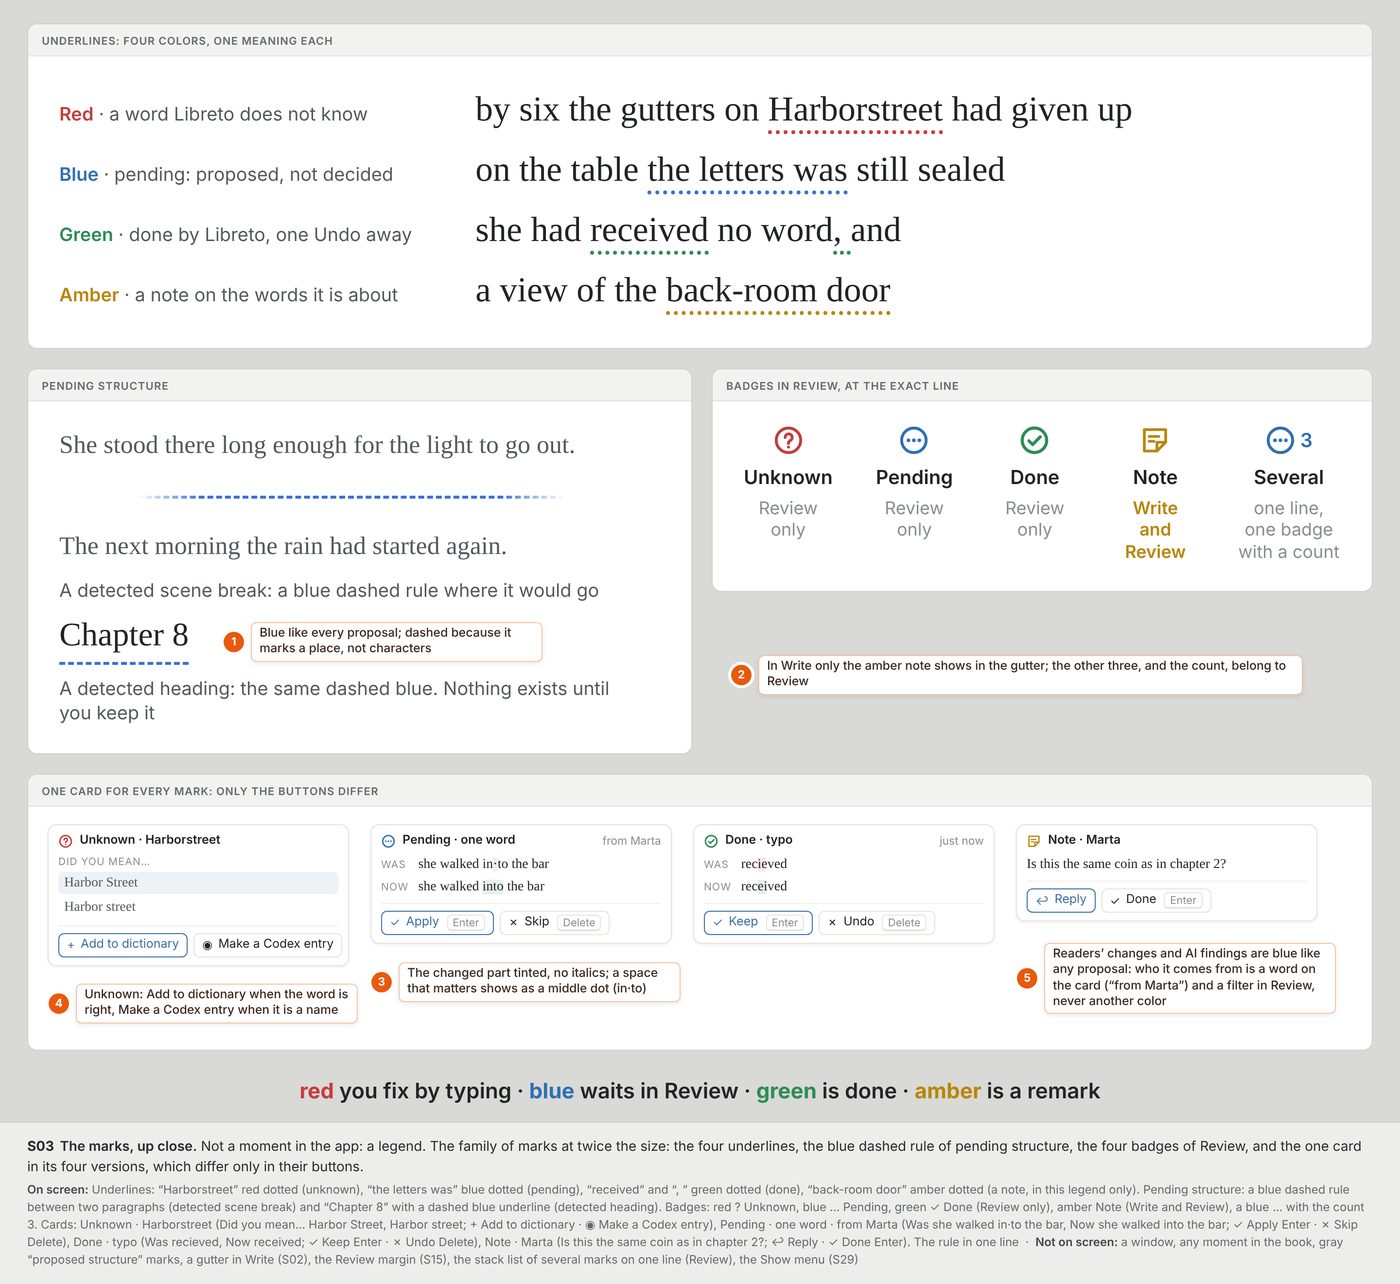 UNDERLINES: FOUR COLORS, ONE MEANING EACH
Red · a word Libreto does not know
by six the gutters on Harborstreet had given up
Blue · pending: proposed, not decided
on the table the letters was still sealed
Green · done by Libreto, one Undo away
she had received no word, and
Amber · a note on the words it is about
a view of the back-room door
PENDING STRUCTURE
She stood there long enough for the light to go out.
The next morning the rain had started again.
A detected scene break: a blue dashed rule where it would go
Chapter 8
1
Blue like every proposal; dashed because it
marks a place, not characters
A detected heading: the same dashed blue. Nothing exists until
you keep it
BADGES IN REVIEW, AT THE EXACT LINE
3
Unknown
Pending
Done
Note
Several
Review
only
Review
only
Review
only
Write
and
Review
one line,
one badge
with a count
2
In Write only the amber note shows in the gutter; the other three, and the count, belong to
Review
ONE CARD FOR EVERY MARK: ONLY THE BUTTONS DIFFER
Unknown · Harborstreet
DID YOU MEAN…
Harbor Street
Harbor street
+ Add to dictionary
◉ Make a Codex entry
4
Unknown: Add to dictionary when the word is
right, Make a Codex entry when it is a name
Pending · one word
from Marta
WAS she walked in·to the bar
NOW she walked into the bar
✓ Apply Enter
× Skip Delete
3
The changed part tinted, no italics; a space
that matters shows as a middle dot (in·to)
Done · typo
just now
WAS recieved
NOW received
✓ Keep Enter
× Undo Delete
Note · Marta
Is this the same coin as in chapter 2?
↩ Reply
✓ Done Enter
5
Readers’ changes and AI findings are blue like
any proposal: who it comes from is a word on
the card (“from Marta”) and a filter in Review,
never another color
red you fix by typing · blue waits in Review · green is done · amber is a remark
S03 The marks, up close. Not a moment in the app: a legend. The family of marks at twice the size: the four underlines, the blue dashed rule of pending structure, the four badges of Review, and the one card
in its four versions, which differ only in their buttons.
On screen: Underlines: “Harborstreet” red dotted (unknown), “the letters was” blue dotted (pending), “received” and “, ” green dotted (done), “back-room door” amber dotted (a note, in this legend only). Pending structure: a blue dashed rule
between two paragraphs (detected scene break) and “Chapter 8” with a dashed blue underline (detected heading). Badges: red ? Unknown, blue … Pending, green ✓ Done (Review only), amber Note (Write and Review), a blue … with the count
3. Cards: Unknown · Harborstreet (Did you mean… Harbor Street, Harbor street; + Add to dictionary · ◉ Make a Codex entry), Pending · one word · from Marta (Was she walked in·to the bar, Now she walked into the bar; ✓ Apply Enter · × Skip
Delete), Done · typo (Was recieved, Now received; ✓ Keep Enter · × Undo Delete), Note · Marta (Is this the same coin as in chapter 2?; ↩ Reply · ✓ Done Enter). The rule in one line · Not on screen: a window, any moment in the book, gray
“proposed structure” marks, a gutter in Write (S02), the Review margin (S15), the stack list of several marks on one line (Review), the Show menu (S29)